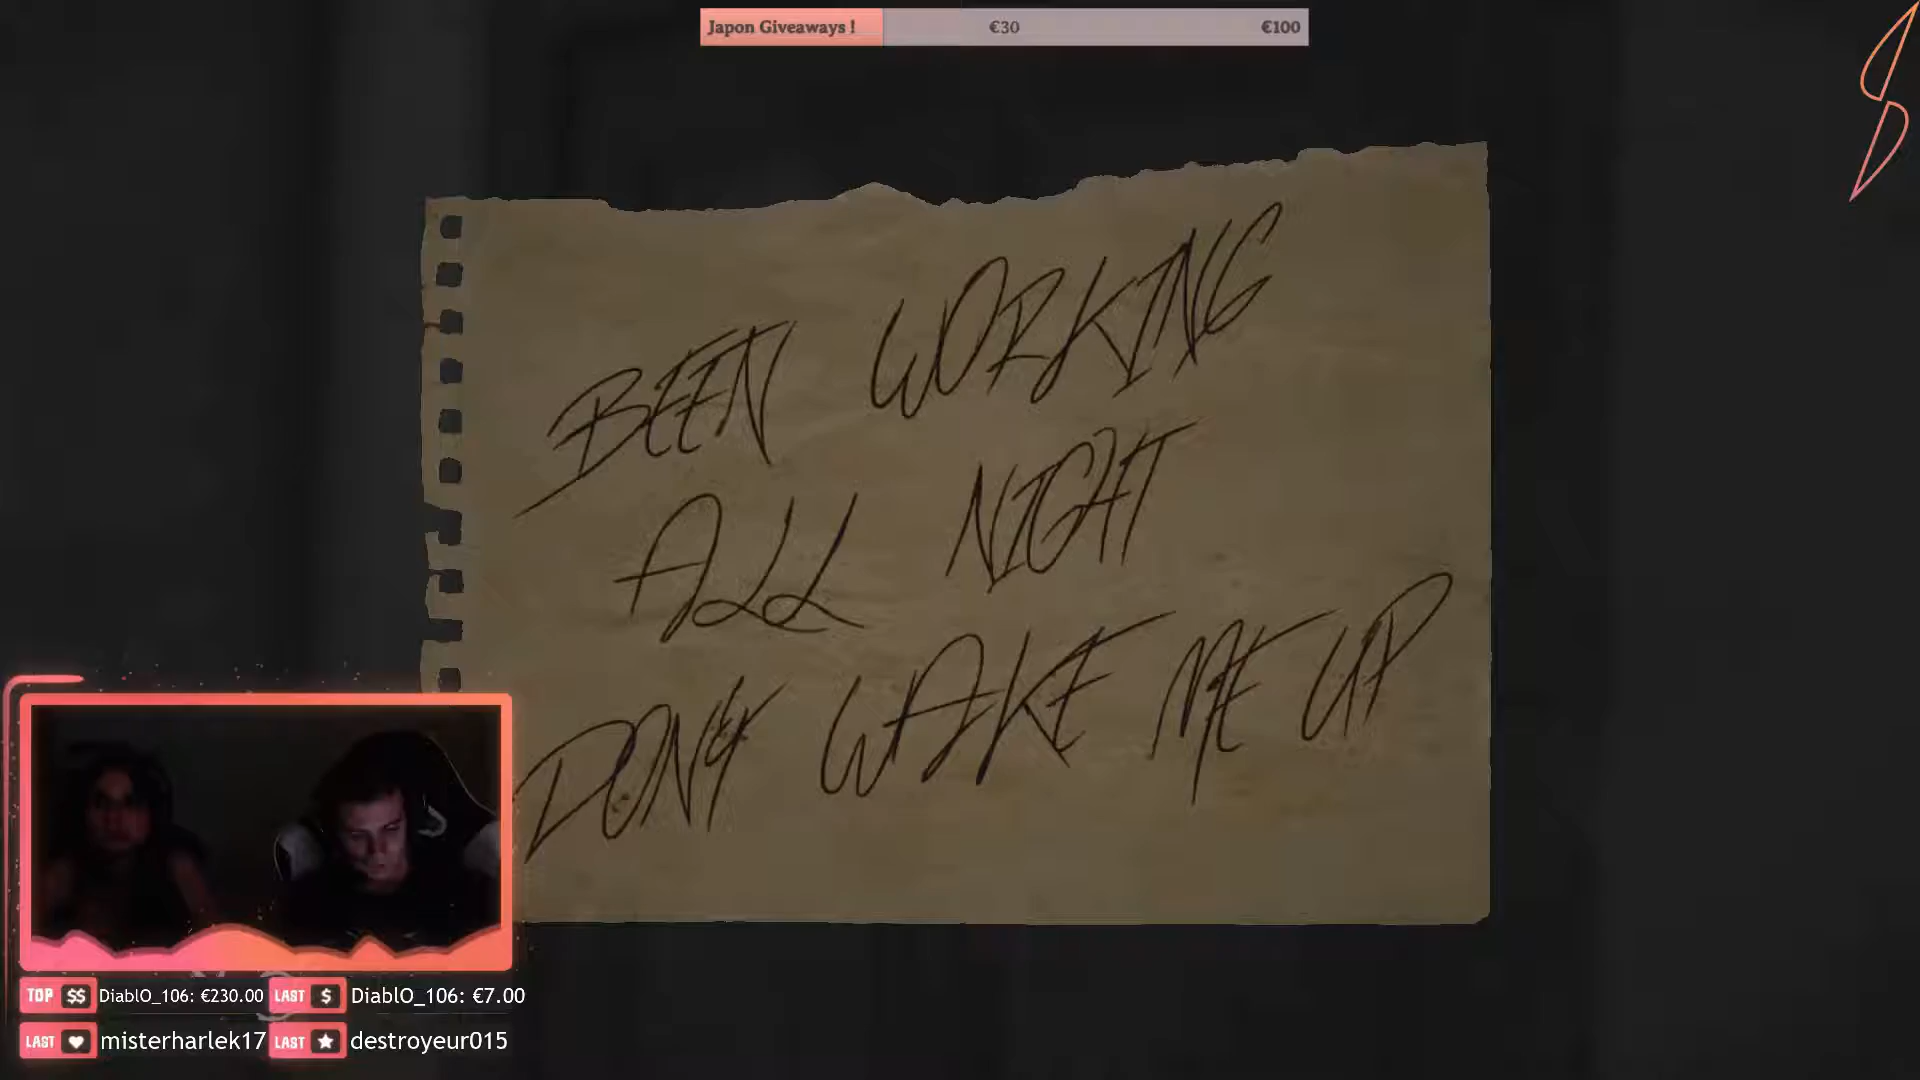 Japon Giveaways ! €30 €100
BEEN WORKING
ALL NIGHT
DON'T WAKE ME UP
TOP $$ DiablO_106: €230.00 LAST $ DiablO_106: €7.00
LAST misterharlek17 LAST destroyeur015